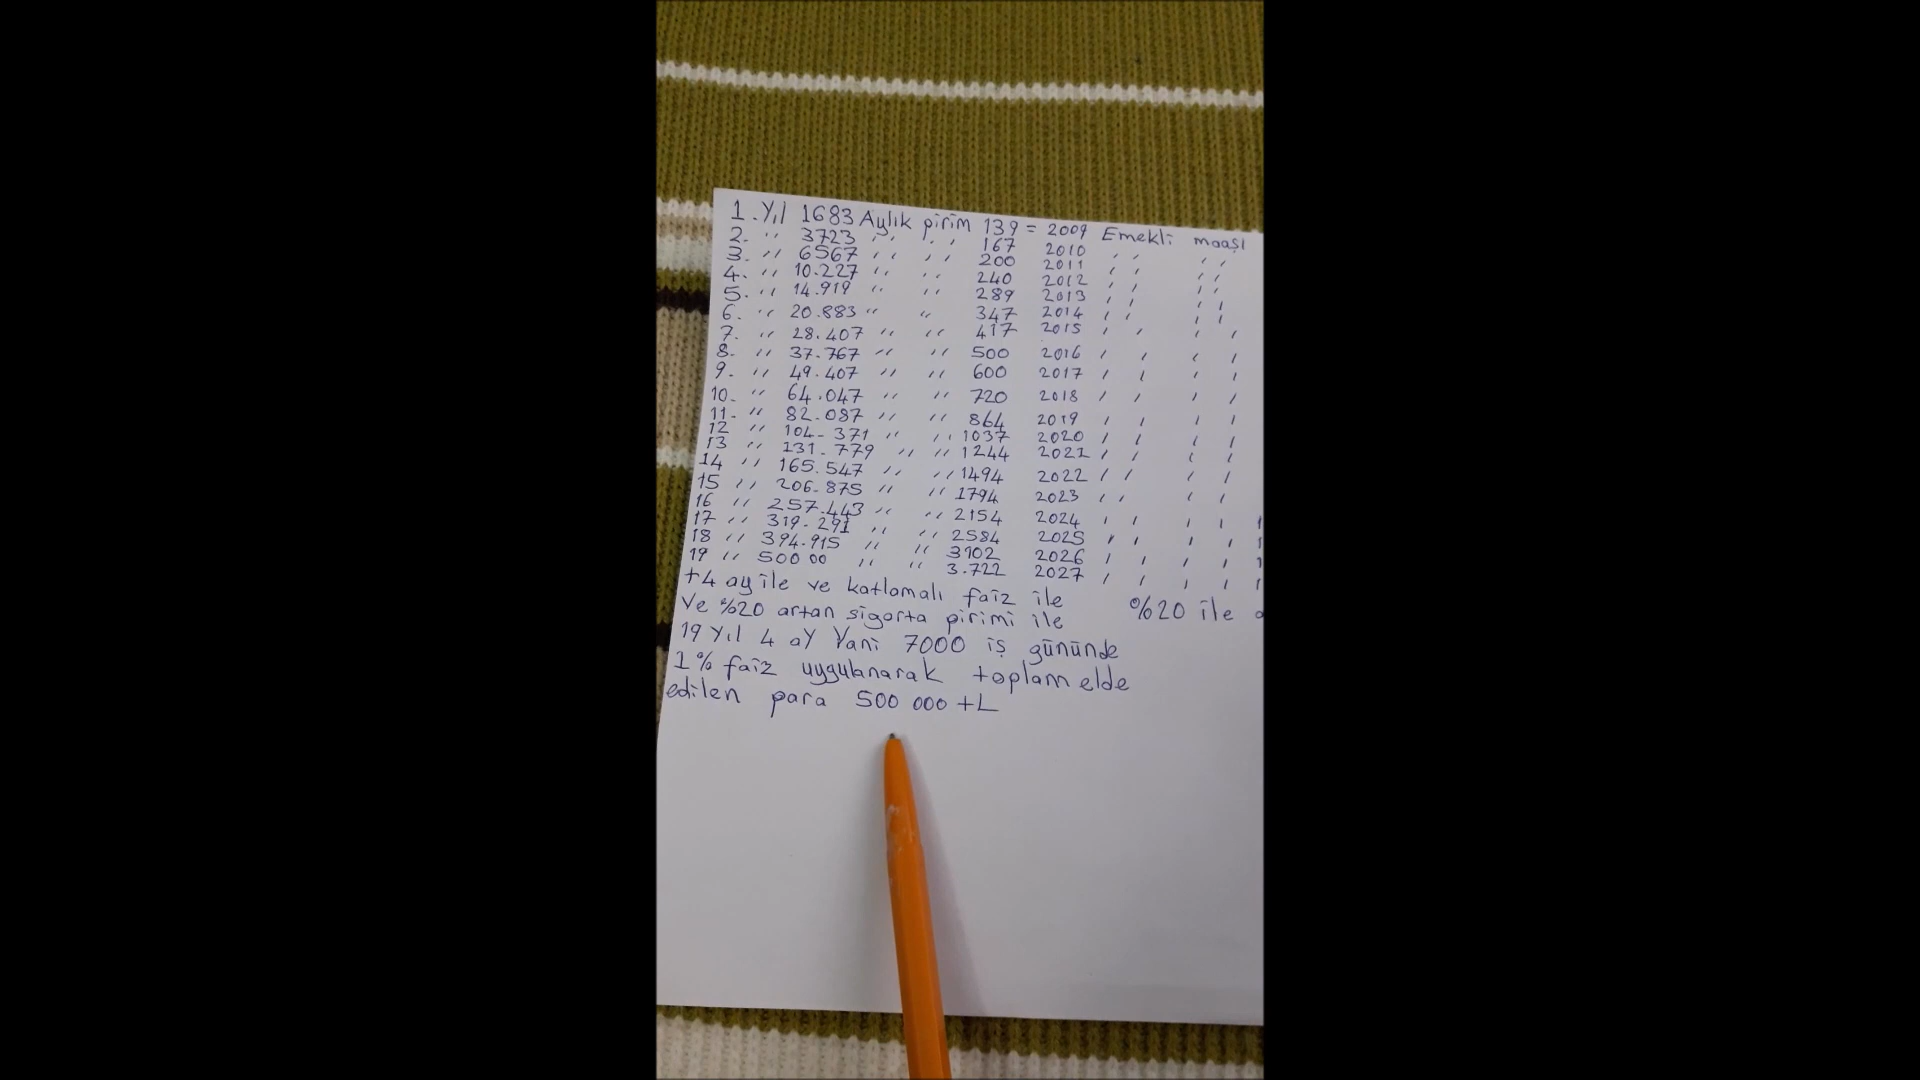 1. Yıl 1683 Aylık pirim 139 = 2009 Emekli maaşı
2. " 3723 " " 167 2010 " "
3. " 6567 " " 200 2011 " "
4. " 10.227 " " 240 2012 " "
5. " 14.919 " " 289 2013 " "
6. " 20.883 " " 347 2014 " "
7. " 28.407 " " 417 2015 " "
8. " 37.767 " " 500 2016 " "
9. " 49.407 " " 600 2017 " "
10. " 64.047 " " 720 2018 " "
11. " 82.087 " " 864 2019 " "
12 " 104.371 " " 1037 2020 " "
13 " 131.779 " " 1244 2021 " "
14 " 165.547 " " 1494 2022 " "
15 " 206.875 " " 1794 2023 " "
16 " 257.443 " " 2154 2024 " "
17 " 319.291 " " 2584 2025 " "
18 " 394.915 " " 3102 2026 " "
19 " 500 00 " " 3.722 2027 " "
+4 ay ile ve katlamalı faiz ile %20 ile
Ve %20 artan sigorta pirimi ile
19 yıl 4 ay Yani 7000 iş gününde
1% faiz uygulanarak toplam elde
edilen para 500 000 tL